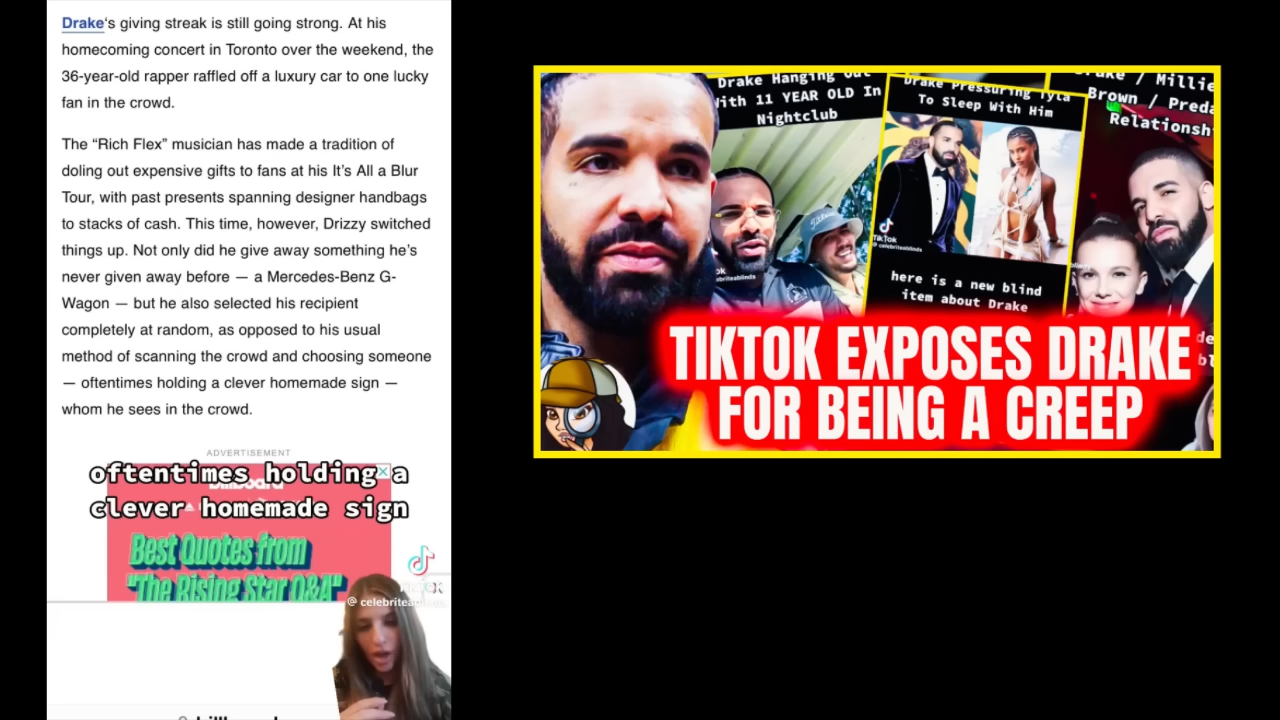 Drake's giving streak is still going strong. At his
homecoming concert in Toronto over the weekend, the
36-year-old rapper raffled off a luxury car to one lucky
fan in the crowd.
The “Rich Flex” musician has made a tradition of
doling out expensive gifts to fans at his It's All a Blur
Tour, with past presents spanning designer handbags
to stacks of cash. This time, however, Drizzy switched
things up. Not only did he give away something he's
never given away before — a Mercedes-Benz G-
Wagon — but he also selected his recipient
completely at random, as opposed to his usual
method of scanning the crowd and choosing someone
— oftentimes holding a clever homemade sign —
whom he sees in the crowd.
ADVERTISEMENT
oftentimes holding a
clever homemade sign
Best Quotes from
"The Rising Star Q&A"
Drake Hanging Out
With 11 YEAR OLD In
Nightclub
Drake Pressuring Tyla
To Sleep With Him
Drake / Millie
Brown / Preda
Relationsh
TikTok
@ celebriteablinds
here is a new blind
item about Drake
TIKTOK EXPOSES DRAKE
FOR BEING A CREEP